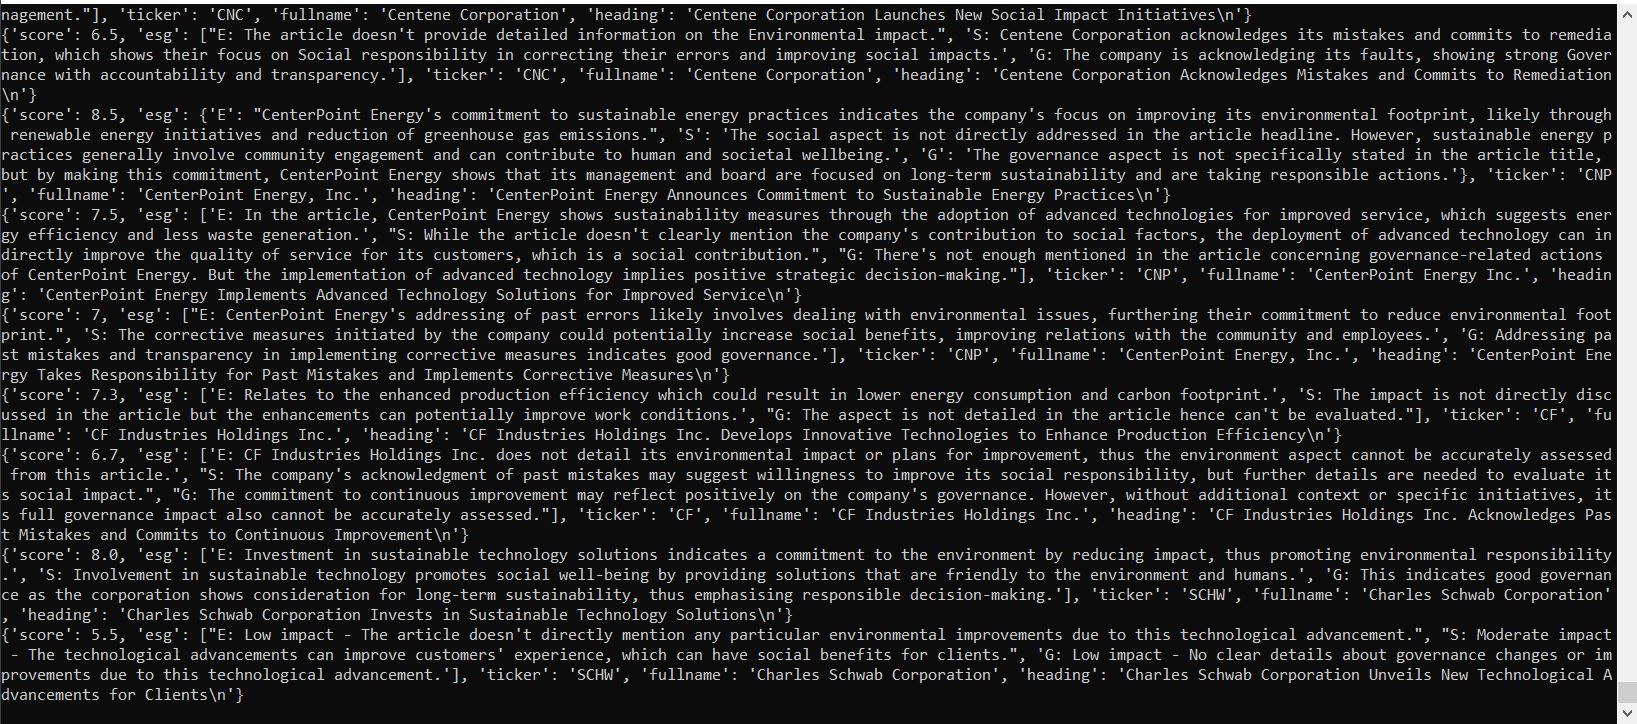 nagement."], 'ticker': 'CNC', 'fullname': 'Centene Corporation', 'heading': 'Centene Corporation Launches New Social Impact Initiatives\n'}
{'score': 6.5, 'esg': ["E: The article doesn't provide detailed information on the Environmental impact.", 'S: Centene Corporation acknowledges its mistakes and commits to remedia
tion, which shows their focus on Social responsibility in correcting their errors and improving social impacts.', 'G: The company is acknowledging its faults, showing strong Gover
nance with accountability and transparency.'], 'ticker': 'CNC', 'fullname': 'Centene Corporation', 'heading': 'Centene Corporation Acknowledges Mistakes and Commits to Remediation
\n'}
{'score': 8.5, 'esg': {'E': "CenterPoint Energy's commitment to sustainable energy practices indicates the company's focus on improving its environmental footprint, likely through
 renewable energy initiatives and reduction of greenhouse gas emissions.", 'S': 'The social aspect is not directly addressed in the article headline. However, sustainable energy p
ractices generally involve community engagement and can contribute to human and societal wellbeing.', 'G': 'The governance aspect is not specifically stated in the article title,
but by making this commitment, CenterPoint Energy shows that its management and board are focused on long-term sustainability and are taking responsible actions.'}, 'ticker': 'CNP
', 'fullname': 'CenterPoint Energy, Inc.', 'heading': 'CenterPoint Energy Announces Commitment to Sustainable Energy Practices\n'}
{'score': 7.5, 'esg': ['E: In the article, CenterPoint Energy shows sustainability measures through the adoption of advanced technologies for improved service, which suggests ener
gy efficiency and less waste generation.', "S: While the article doesn't clearly mention the company's contribution to social factors, the deployment of advanced technology can in
directly improve the quality of service for its customers, which is a social contribution.", "G: There's not enough mentioned in the article concerning governance-related actions
of CenterPoint Energy. But the implementation of advanced technology implies positive strategic decision-making."], 'ticker': 'CNP', 'fullname': 'CenterPoint Energy Inc.', 'headin
g': 'CenterPoint Energy Implements Advanced Technology Solutions for Improved Service\n'}
{'score': 7, 'esg': ["E: CenterPoint Energy's addressing of past errors likely involves dealing with environmental issues, furthering their commitment to reduce environmental foot
print.", 'S: The corrective measures initiated by the company could potentially increase social benefits, improving relations with the community and employees.', 'G: Addressing pa
st mistakes and transparency in implementing corrective measures indicates good governance.'], 'ticker': 'CNP', 'fullname': 'CenterPoint Energy, Inc.', 'heading': 'CenterPoint Ene
rgy Takes Responsibility for Past Mistakes and Implements Corrective Measures\n'}
{'score': 7.3, 'esg': ['E: Relates to the enhanced production efficiency which could result in lower energy consumption and carbon footprint.', 'S: The impact is not directly disc
ussed in the article but the enhancements can potentially improve work conditions.', "G: The aspect is not detailed in the article hence can't be evaluated."], 'ticker': 'CF', 'fu
llname': 'CF Industries Holdings Inc.', 'heading': 'CF Industries Holdings Inc. Develops Innovative Technologies to Enhance Production Efficiency\n'}
{'score': 6.7, 'esg': ['E: CF Industries Holdings Inc. does not detail its environmental impact or plans for improvement, thus the environment aspect cannot be accurately assessed
 from this article.', "S: The company's acknowledgment of past mistakes may suggest willingness to improve its social responsibility, but further details are needed to evaluate it
s social impact.", "G: The commitment to continuous improvement may reflect positively on the company's governance. However, without additional context or specific initiatives, it
s full governance impact also cannot be accurately assessed."], 'ticker': 'CF', 'fullname': 'CF Industries Holdings Inc.', 'heading': 'CF Industries Holdings Inc. Acknowledges Pas
t Mistakes and Commits to Continuous Improvement\n'}
{'score': 8.0, 'esg': ['E: Investment in sustainable technology solutions indicates a commitment to the environment by reducing impact, thus promoting environmental responsibility
.', 'S: Involvement in sustainable technology promotes social well-being by providing solutions that are friendly to the environment and humans.', 'G: This indicates good governan
ce as the corporation shows consideration for long-term sustainability, thus emphasising responsible decision-making.'], 'ticker': 'SCHW', 'fullname': 'Charles Schwab Corporation'
, 'heading': 'Charles Schwab Corporation Invests in Sustainable Technology Solutions\n'}
{'score': 5.5, 'esg': ["E: Low impact - The article doesn't directly mention any particular environmental improvements due to this technological advancement.", "S: Moderate impact
 - The technological advancements can improve customers' experience, which can have social benefits for clients.", 'G: Low impact - No clear details about governance changes or im
provements due to this technological advancement.'], 'ticker': 'SCHW', 'fullname': 'Charles Schwab Corporation', 'heading': 'Charles Schwab Corporation Unveils New Technological A
dvancements for Clients\n'}